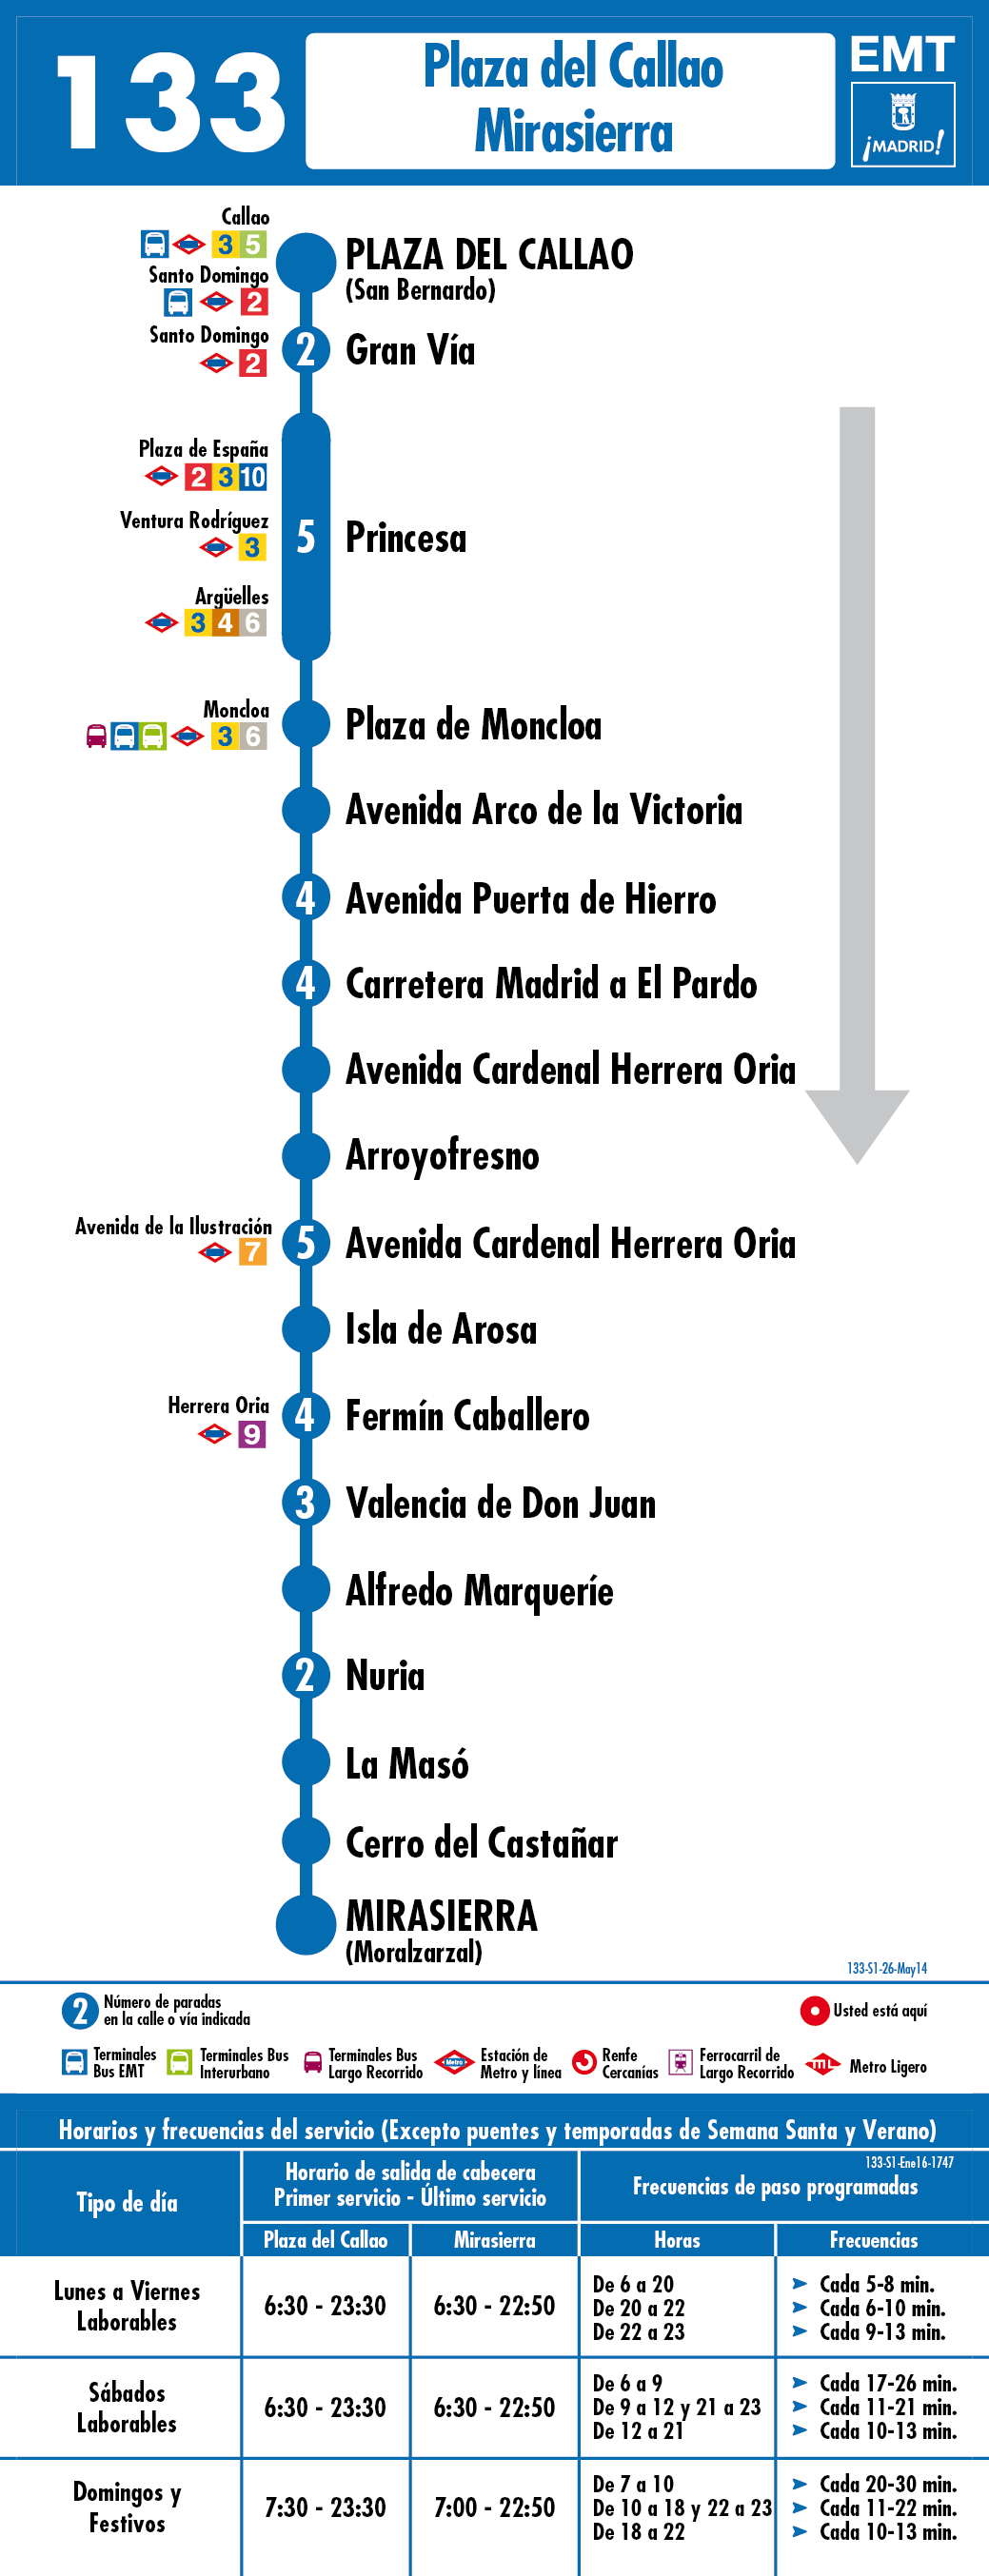 133
Plaza del Callao
Mirasierra
EMT
¡MADRID!
Callao
3 5
Santo Domingo
2
PLAZA DEL CALLAO
(San Bernardo)
Santo Domingo
2
2 Gran Vía
Plaza de España
2 3 10
Ventura Rodríguez
3
5 Princesa
Argüelles
3 4 6
Moncloa
3 6
Plaza de Moncloa
Avenida Arco de la Victoria
4 Avenida Puerta de Hierro
4 Carretera Madrid a El Pardo
Avenida Cardenal Herrera Oria
Arroyofresno
Avenida de la Ilustración
7
5 Avenida Cardenal Herrera Oria
Isla de Arosa
Herrera Oria
9
4 Fermín Caballero
3 Valencia de Don Juan
Alfredo Marqueríe
2 Nuria
La Masó
Cerro del Castañar
MIRASIERRA
(Moralzarzal)
133-S1-26-May14
2 Número de paradas
en la calle o vía indicada
Usted está aquí
Terminales
Bus EMT
Terminales Bus
Interurbano
Terminales Bus
Largo Recorrido
Metro
Estación de
Metro y línea
Renfe
Cercanías
Ferrocarril de
Largo Recorrido
ML
Metro Ligero
Horarios y frecuencias del servicio (Excepto puentes y temporadas de Semana Santa y Verano)
133-S1-Ene16-1747
Tipo de día
Horario de salida de cabecera
Primer servicio - Último servicio
Frecuencias de paso programadas
Plaza del Callao Mirasierra Horas Frecuencias
Lunes a Viernes
Laborables
6:30 - 23:30 6:30 - 22:50
De 6 a 20 Cada 5-8 min.
De 20 a 22 Cada 6-10 min.
De 22 a 23 Cada 9-13 min.
Sábados
Laborables
6:30 - 23:30 6:30 - 22:50
De 6 a 9 Cada 17-26 min.
De 9 a 12 y 21 a 23 Cada 11-21 min.
De 12 a 21 Cada 10-13 min.
Domingos y
Festivos
7:30 - 23:30 7:00 - 22:50
De 7 a 10 Cada 20-30 min.
De 10 a 18 y 22 a 23 Cada 11-22 min.
De 18 a 22 Cada 10-13 min.